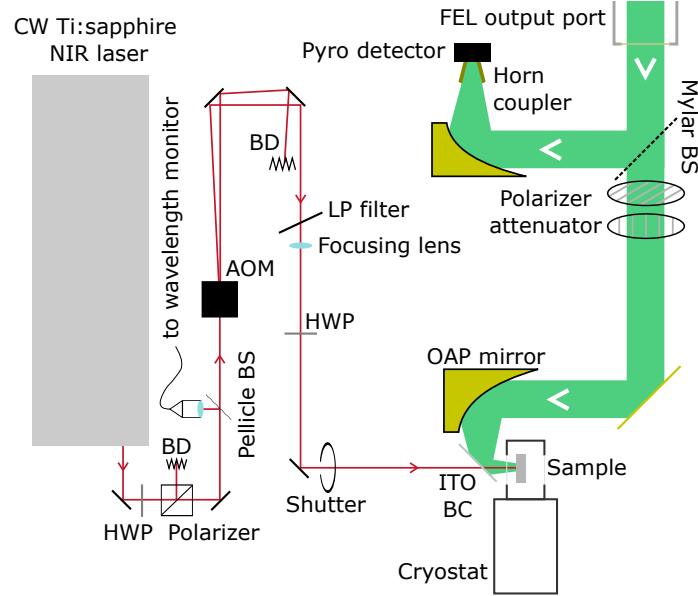 CW Ti:sapphire
NIR laser
FEL output port
Pyro detector
Horn
coupler
Mylar BS
BD
to wavelength monitor
LP filter
Polarizer
attenuator
Focusing lens
AOM
HWP
OAP mirror
Pellicle BS
BD
ITO
BC
Sample
Shutter
HWP
Polarizer
Cryostat